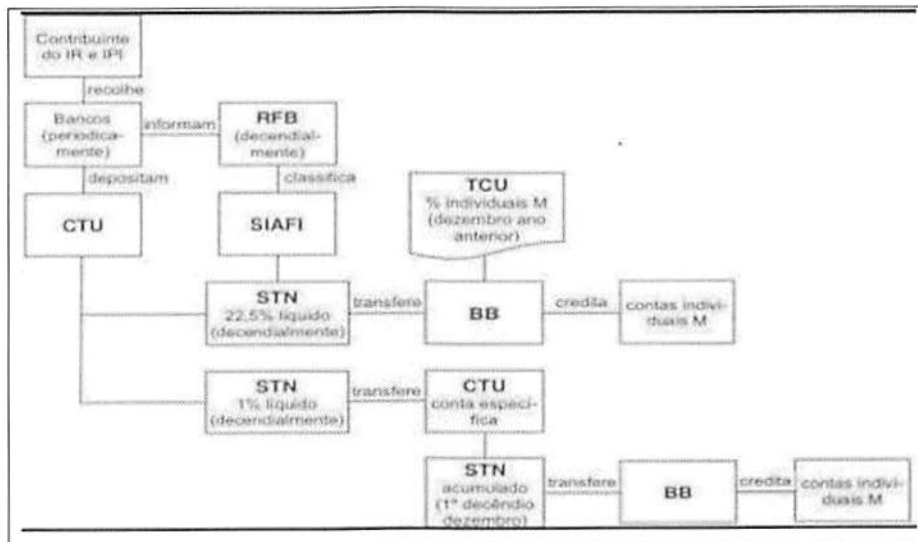 Contribuinte
do IR e IPI
recolhe
Bancos
(periodica-
mente)
informam
RFB
(decendial-
mente)
depositam
classifica
CTU
SIAFI
TCU
% individuais M
(dezembro ano
anterior)
STN
22,5% líquido
(decendialmente)
transfere
BB
credita
contas indivi-
duais M
STN
1% líquido
(decendialmente)
transfere
CTU
conta especí-
fica
STN
acumulado
(1º decêndio
dezembro)
transfere
BB
credita
contas indivi-
duais M